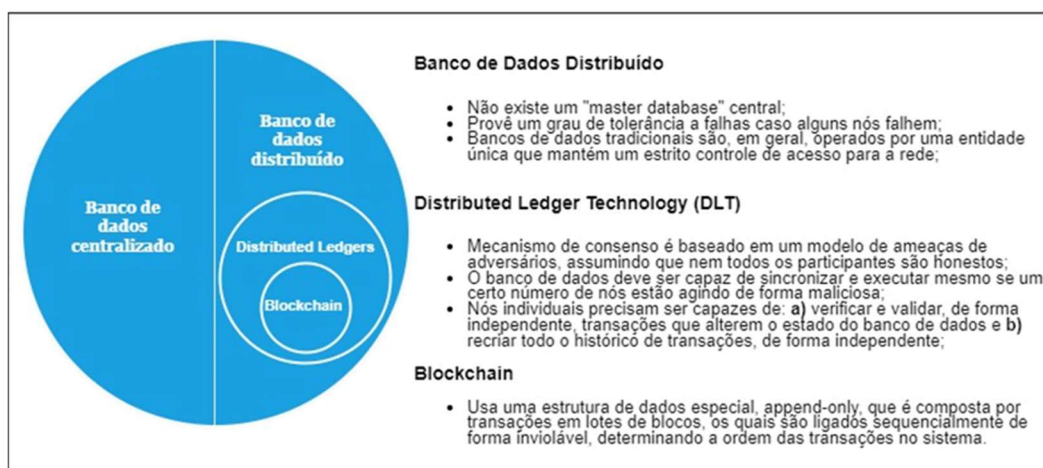 Banco de
dados
centralizado
Banco de
dados
distribuído
Distributed Ledgers
Blockchain
Banco de Dados Distribuído
• Não existe um "master database" central;
• Provê um grau de tolerância a falhas caso alguns nós falhem;
• Bancos de dados tradicionais são, em geral, operados por uma entidade
única que mantém um estrito controle de acesso para a rede;
Distributed Ledger Technology (DLT)
• Mecanismo de consenso é baseado em um modelo de ameaças de
adversários, assumindo que nem todos os participantes são honestos;
• O banco de dados deve ser capaz de sincronizar e executar mesmo se um
certo número de nós estão agindo de forma maliciosa;
• Nós individuais precisam ser capazes de: a) verificar e validar, de forma
independente, transações que alterem o estado do banco de dados e b)
recriar todo o histórico de transações, de forma independente;
Blockchain
• Usa uma estrutura de dados especial, append-only, que é composta por
transações em lotes de blocos, os quais são ligados sequencialmente de
forma inviolável, determinando a ordem das transações no sistema.